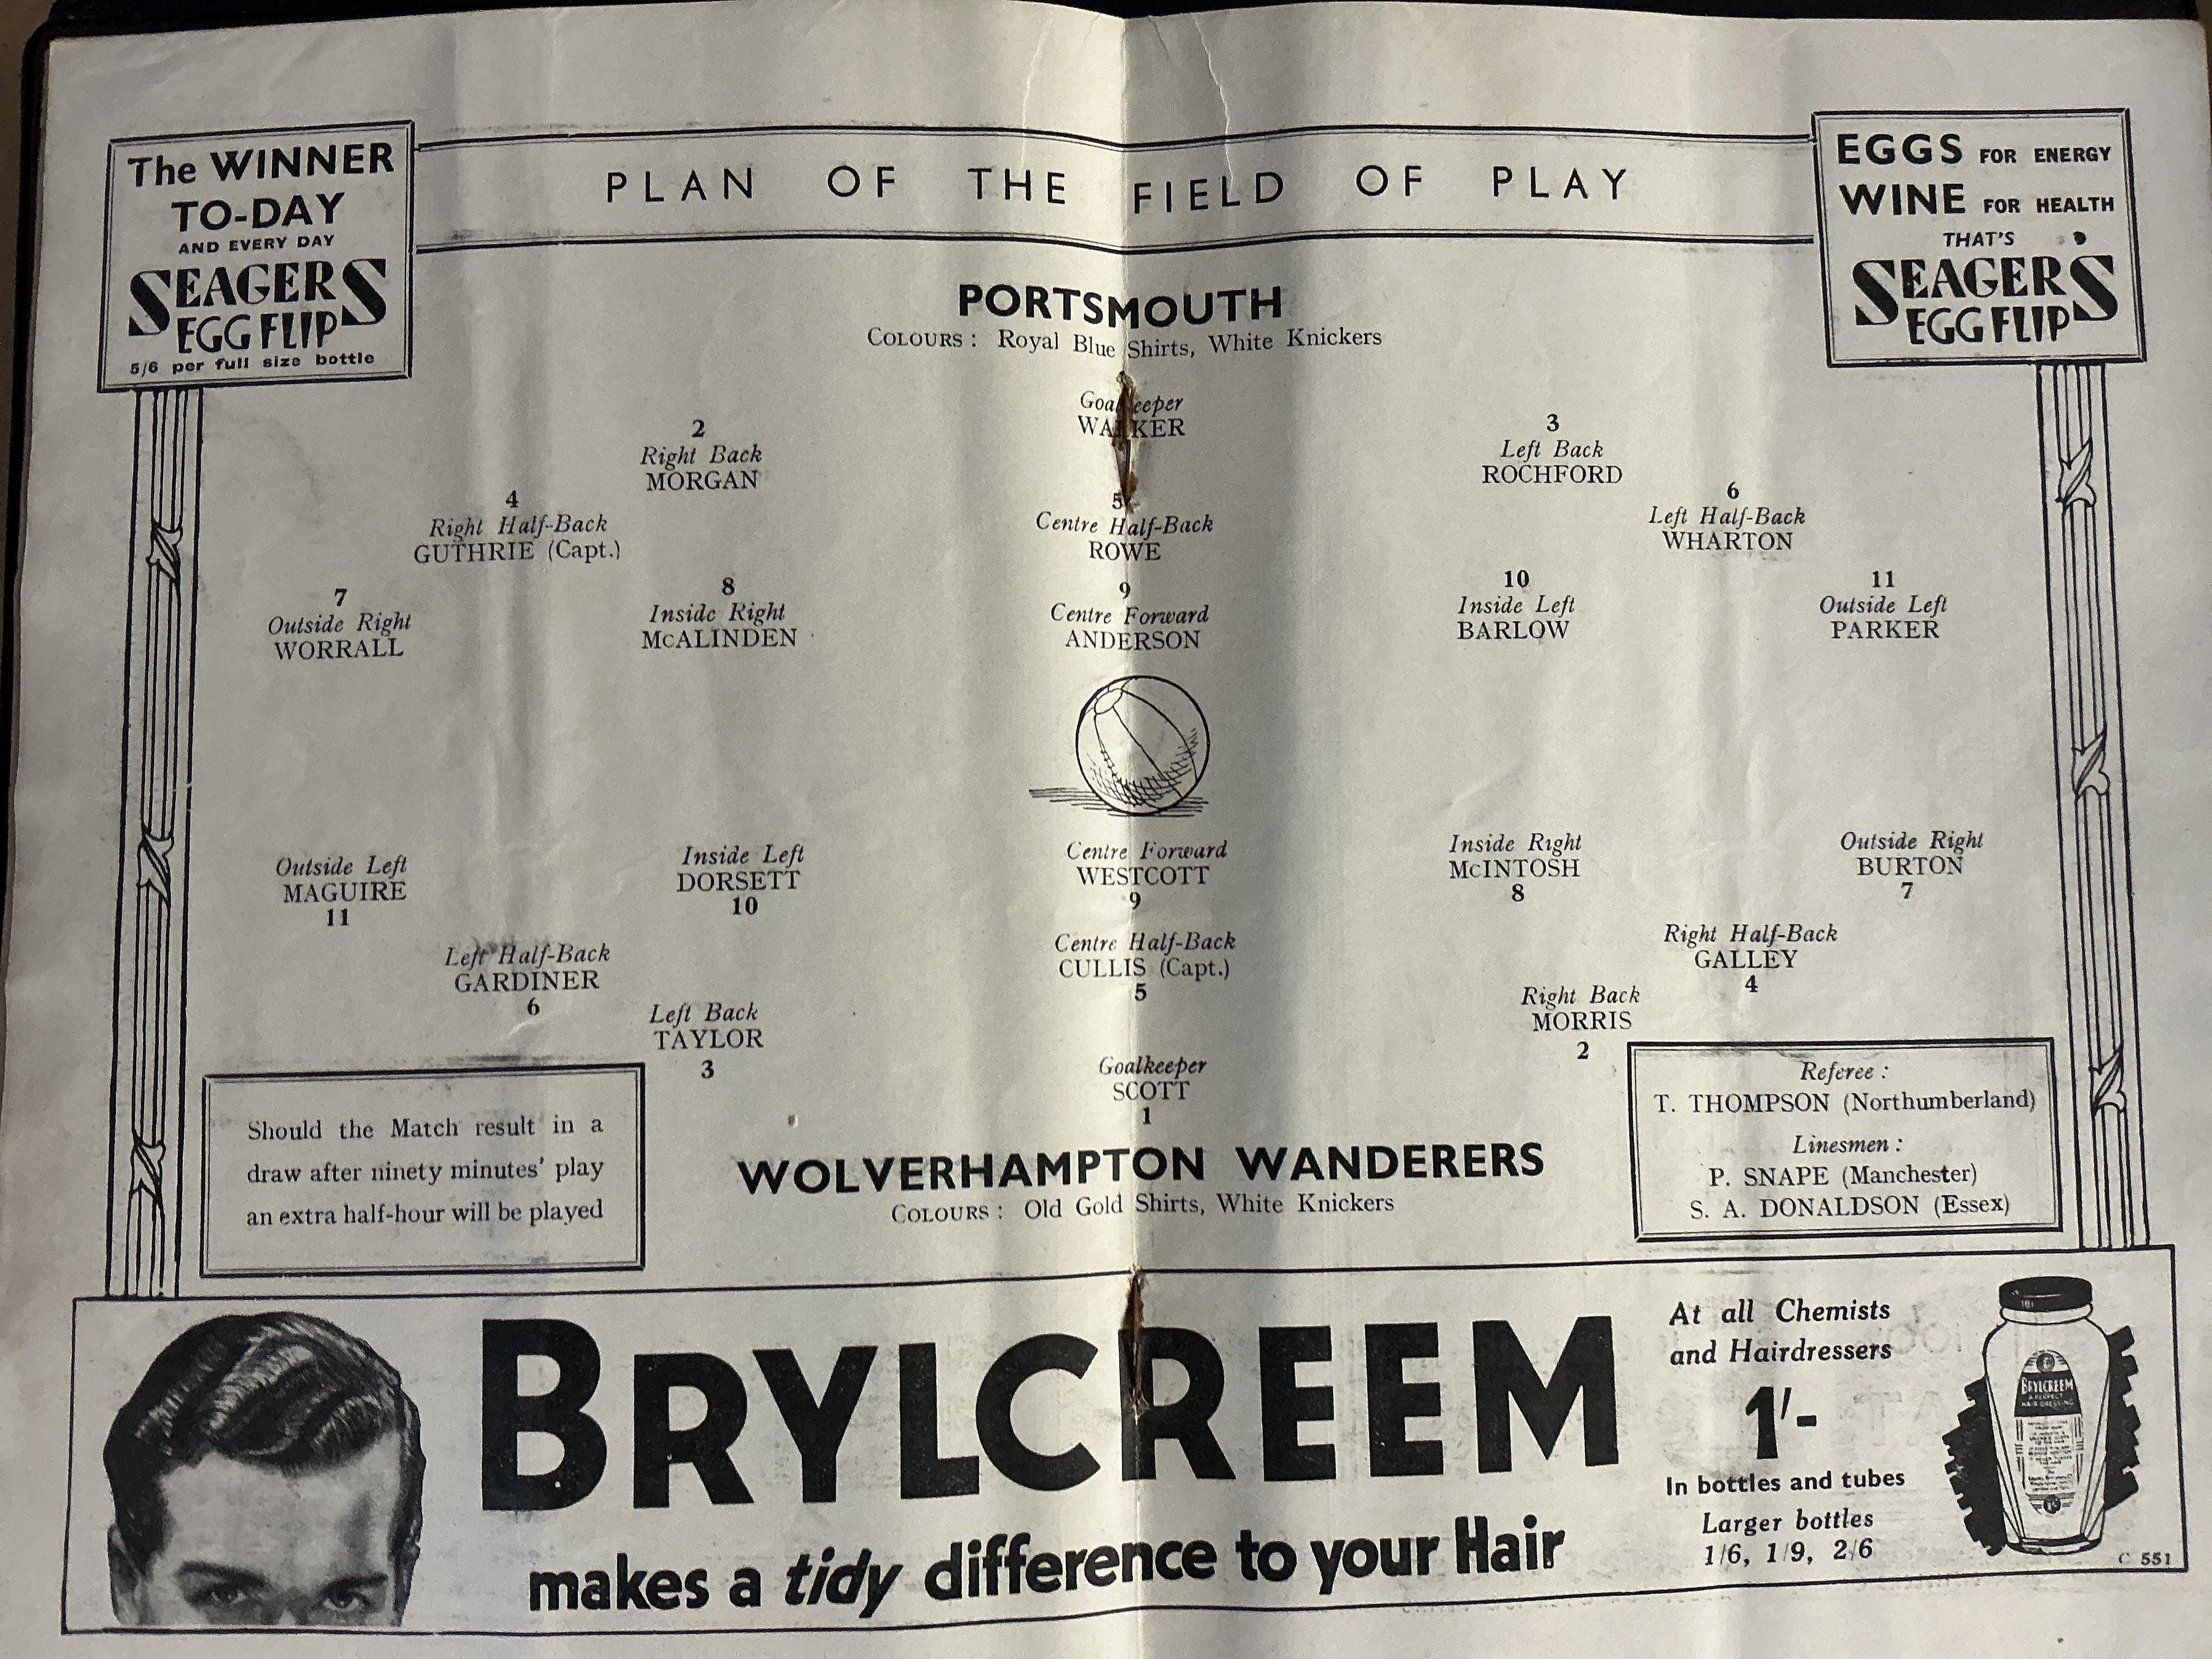 The WINNER
TO-DAY
AND EVERY DAY
SEAGERS
EGG FLIP
5/6 per full size bottle
PLAN OF THE FIELD OF PLAY
EGGS FOR ENERGY
WINE FOR HEALTH
THAT'S
SEAGERS
EGG FLIP
PORTSMOUTH
COLOURS : Royal Blue Shirts, White Knickers
Goalkeeper
WALKER
2
Right Back
MORGAN
3
Left Back
ROCHFORD
4
Right Half-Back
GUTHRIE (Capt.)
5
Centre Half-Back
ROWE
6
Left Half-Back
WHARTON
7
Outside Right
WORRALL
8
Inside Right
McALINDEN
9
Centre Forward
ANDERSON
10
Inside Left
BARLOW
11
Outside Left
PARKER
Outside Left
MAGUIRE
11
Inside Left
DORSETT
10
Centre Forward
WESTCOTT
9
Inside Right
McINTOSH
8
Outside Right
BURTON
7
Left Half-Back
GARDINER
6
Centre Half-Back
CULLIS (Capt.)
5
Right Half-Back
GALLEY
4
Left Back
TAYLOR
3
Right Back
MORRIS
2
Goalkeeper
SCOTT
1
WOLVERHAMPTON WANDERERS
COLOURS : Old Gold Shirts, White Knickers
Should the Match result in a
draw after ninety minutes' play
an extra half-hour will be played
Referee :
T. THOMPSON (Northumberland)
Linesmen :
P. SNAPE (Manchester)
S. A. DONALDSON (Essex)
BRYLCREEM
makes a tidy difference to your Hair
At all Chemists
and Hairdressers
1/-
In bottles and tubes
Larger bottles
1/6, 1/9, 2/6
BRYLCREEM
A PERFECT
HAIR DRESSING
C 551